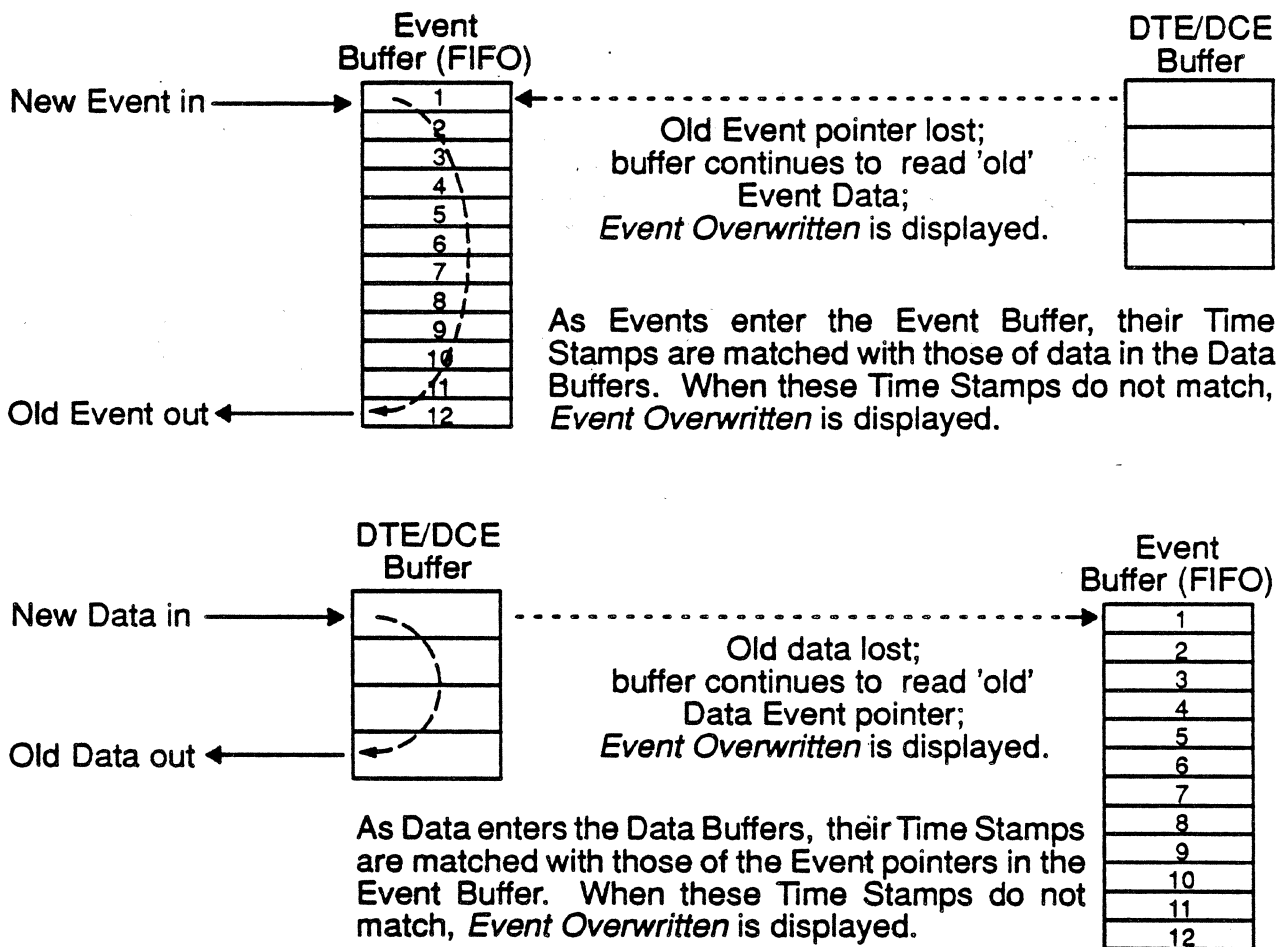 Event
Buffer (FIFO)
DTE/DCE
Buffer
New Event in
1
2
3
4
5
6
7
8
9
10
11
12
Old Event out
Old Event pointer lost;
buffer continues to read 'old'
Event Data;
Event Overwritten is displayed.
As Events enter the Event Buffer, their Time
Stamps are matched with those of data in the Data
Buffers. When these Time Stamps do not match,
Event Overwritten is displayed.
DTE/DCE
Buffer
Event
Buffer (FIFO)
New Data in
Old Data out
Old data lost;
buffer continues to read 'old'
Data Event pointer;
Event Overwritten is displayed.
1
2
3
4
5
6
7
8
9
10
11
12
As Data enters the Data Buffers, their Time Stamps
are matched with those of the Event pointers in the
Event Buffer. When these Time Stamps do not
match, Event Overwritten is displayed.